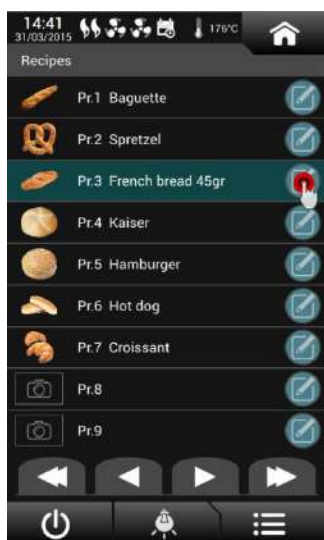 14:41
31/03/2015
176°C
Recipes
Pr.1 Baguette
Pr.2 Spretzel
Pr.3 French bread 45gr
Pr.4 Kaiser
Pr.5 Hamburger
Pr.6 Hot dog
Pr.7 Croissant
Pr.8
Pr.9